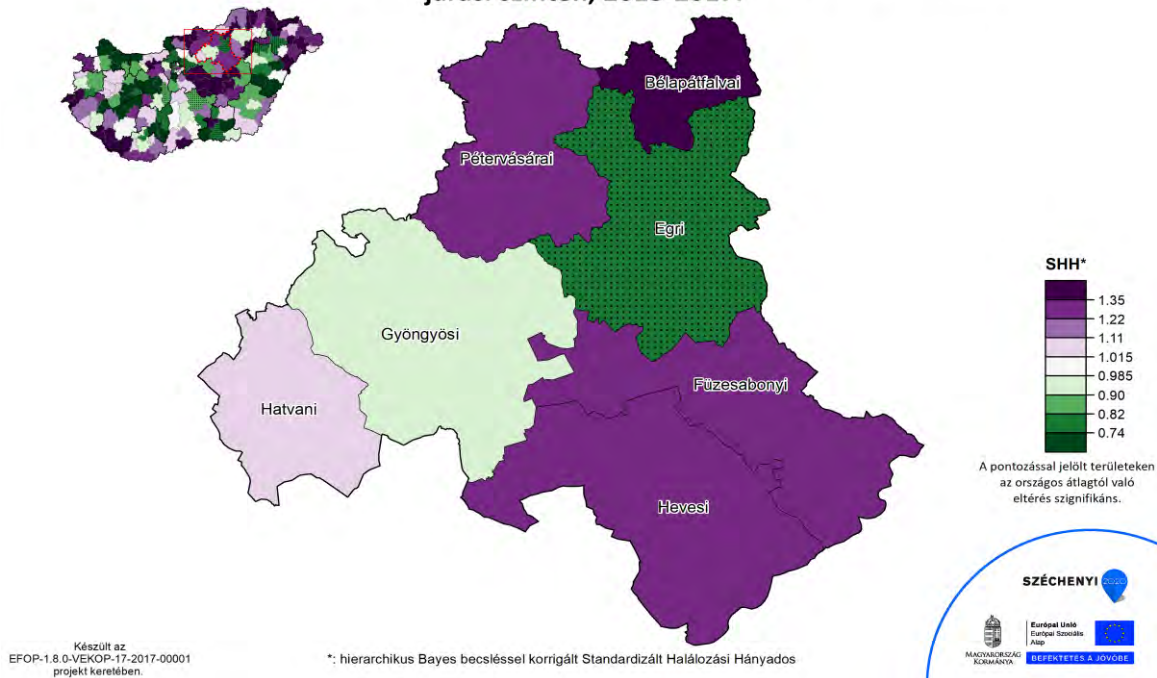 Bélapátfalvai
Pétervásárai
Egri
Gyöngyösi
Hatvani
Füzesabonyi
Hevesi
SHH*
1.35
1.22
1.11
1.015
0.985
0.90
0.82
0.74
A pontozással jelölt területeken
az országos átlagtól való
eltérés szignifikáns.
SZÉCHENYI 2020
MAGYARORSZÁG
KORMÁNYA
Európai Unió
Európai Szociális
Alap
BEFEKTETÉS A JÖVŐBE
Készült az
EFOP-1.8.0-VEKOP-17-2017-00001
projekt keretében.
*: hierarchikus Bayes becsléssel korrigált Standardizált Halálozási Hányados